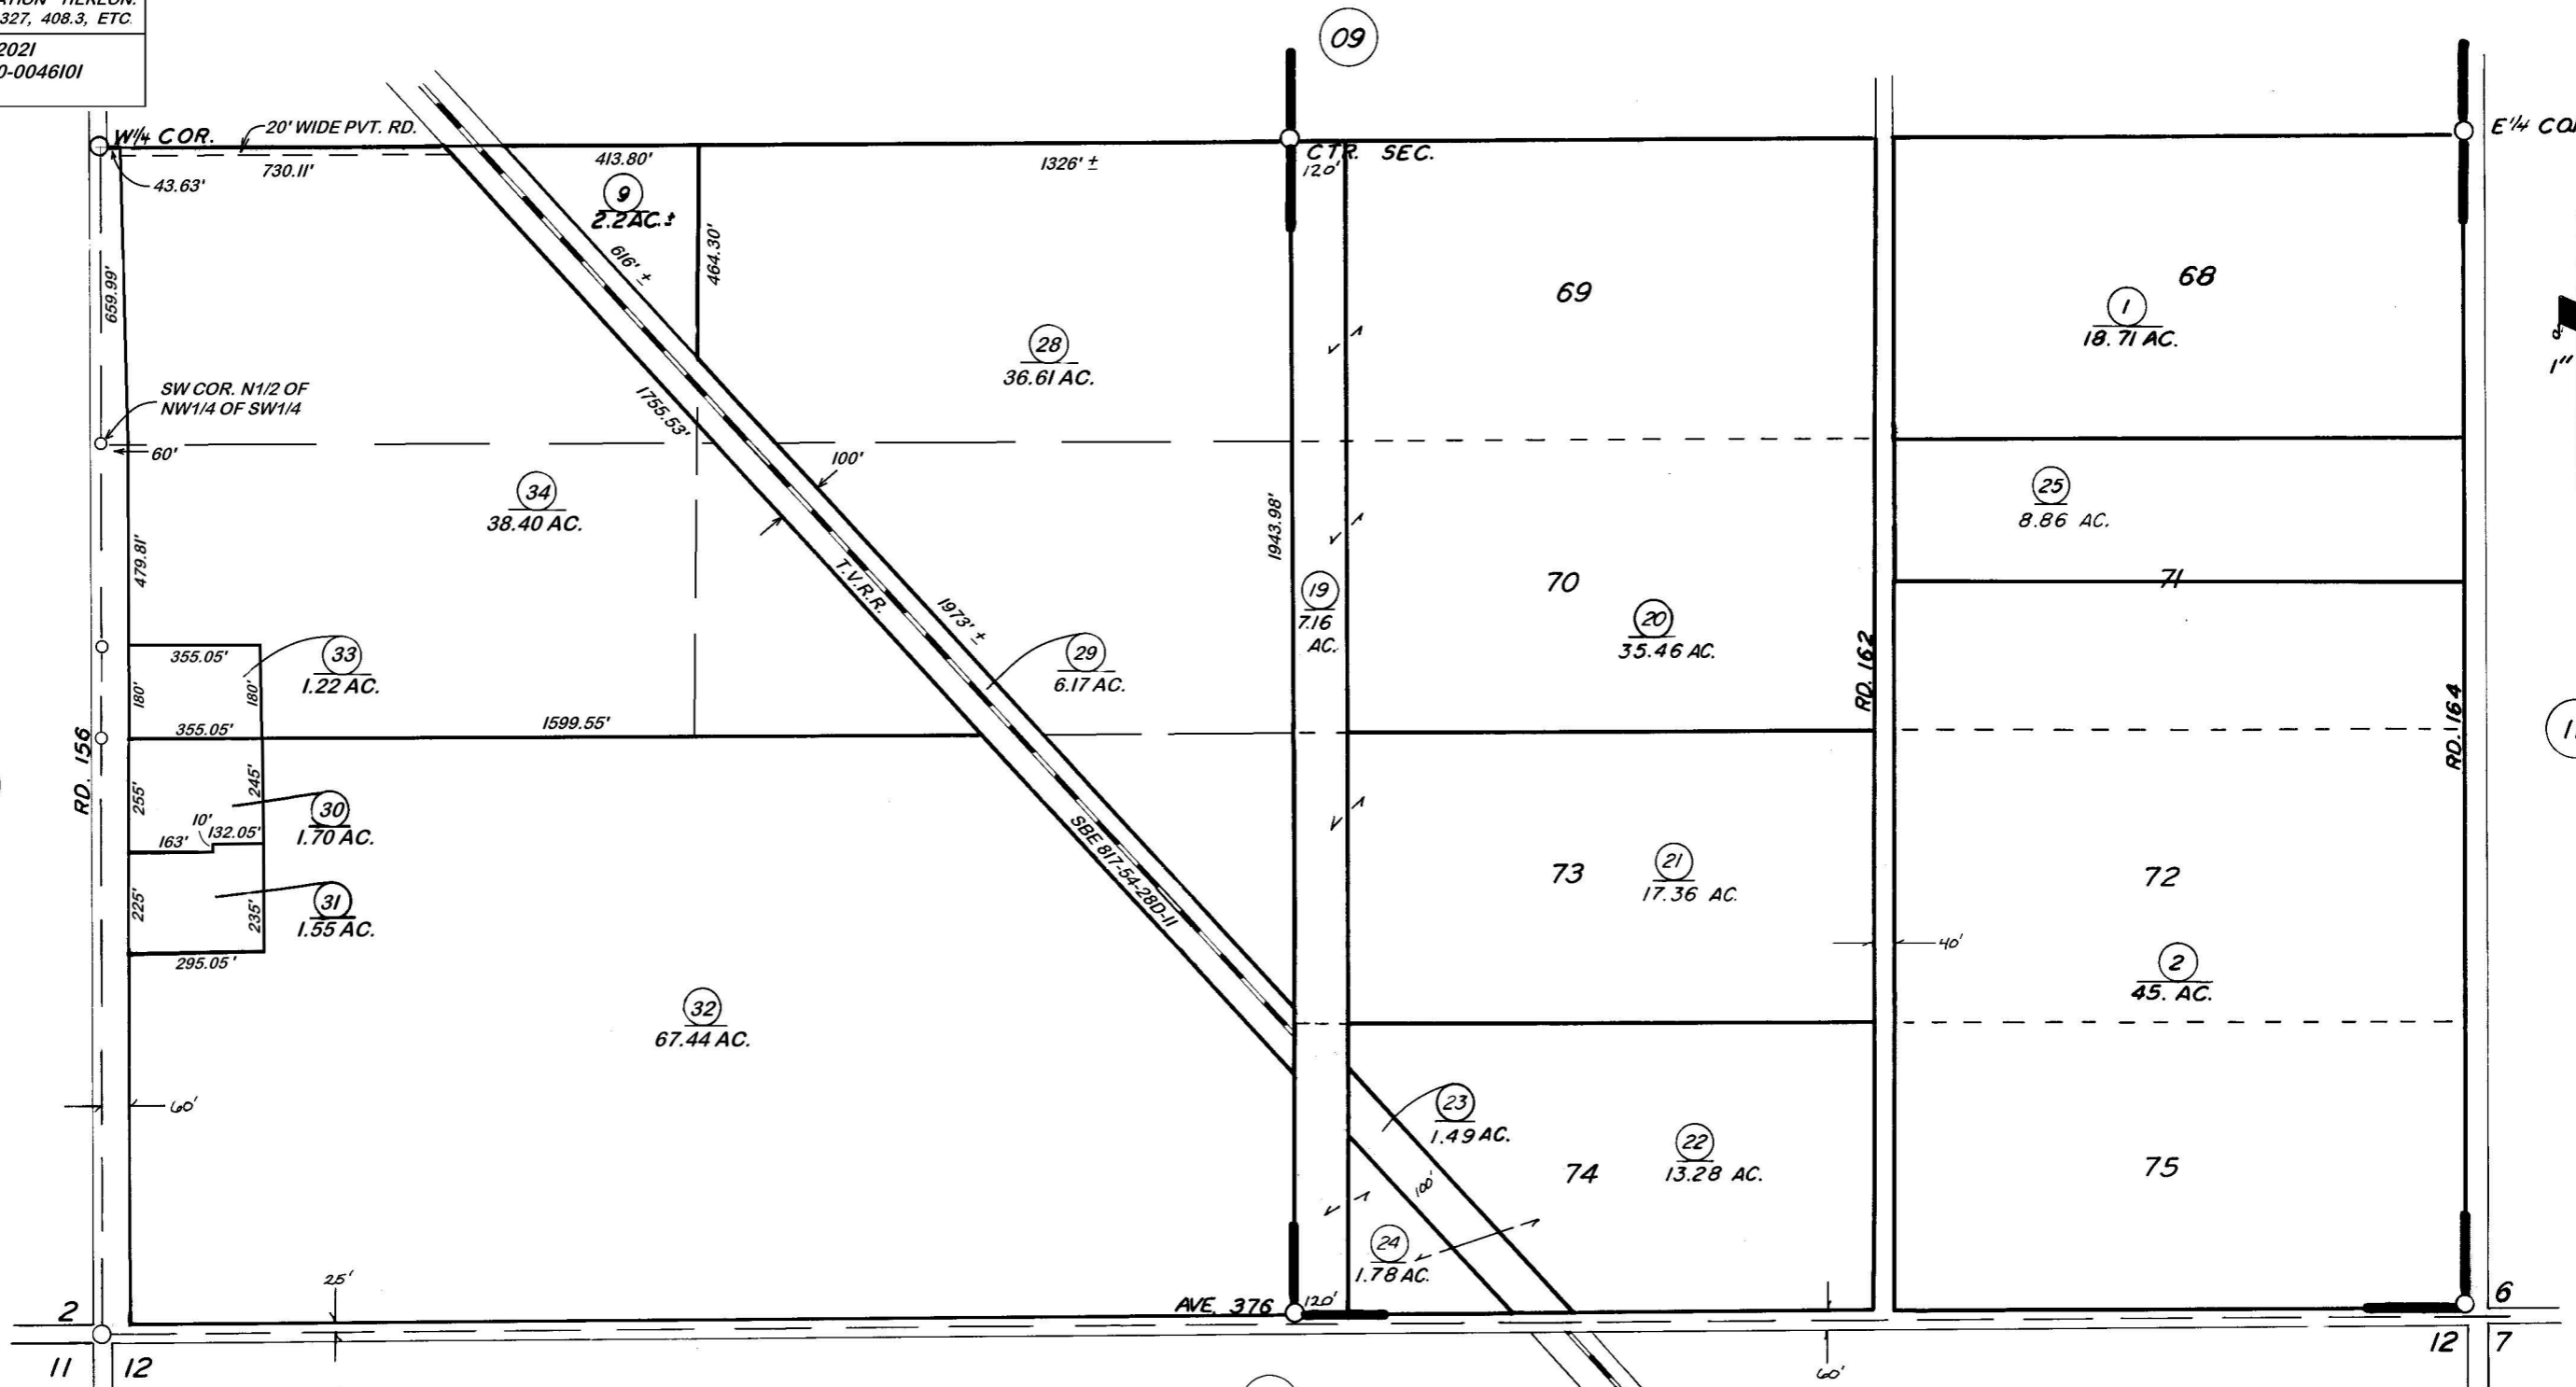 HEREON.
327, 408.3, ETC.
2021
0-0046101
09
W1/4 COR.
20' WIDE PVT. RD.
730.11'
43.63'
413.80'
1326' ±
CTR. SEC.
120'
E'1/4
9
2.2 AC.±
616' ±
464.30'
659.99'
69
68
1
18.71 AC.
1"
28
36.61 AC.
SW COR. N1/2 OF
NW1/4 OF SW1/4
60'
1755.53'
100'
34
38.40 AC.
25
8.86 AC.
479.81'
1943.98'
T.V.R.R.
1973' ±
19
7.16
AC.
70
71
20
35.46 AC.
355.05'
33
1.22 AC.
180'
180'
29
6.17 AC.
RD. 162
RD. 164
355.05'
1599.55'
RD. 156
255'
245'
30
1.70 AC.
10'
132.05'
163'
SBE 817-54-28D-11
73
21
17.36 AC.
72
225'
235'
31
1.55 AC.
295.05'
40'
2
45. AC.
32
67.44 AC.
60'
23
1.49 AC.
22
13.28 AC.
74
75
100'
24
1.78 AC.
25'
AVE. 376
120'
2
6
11
12
12
7
60'